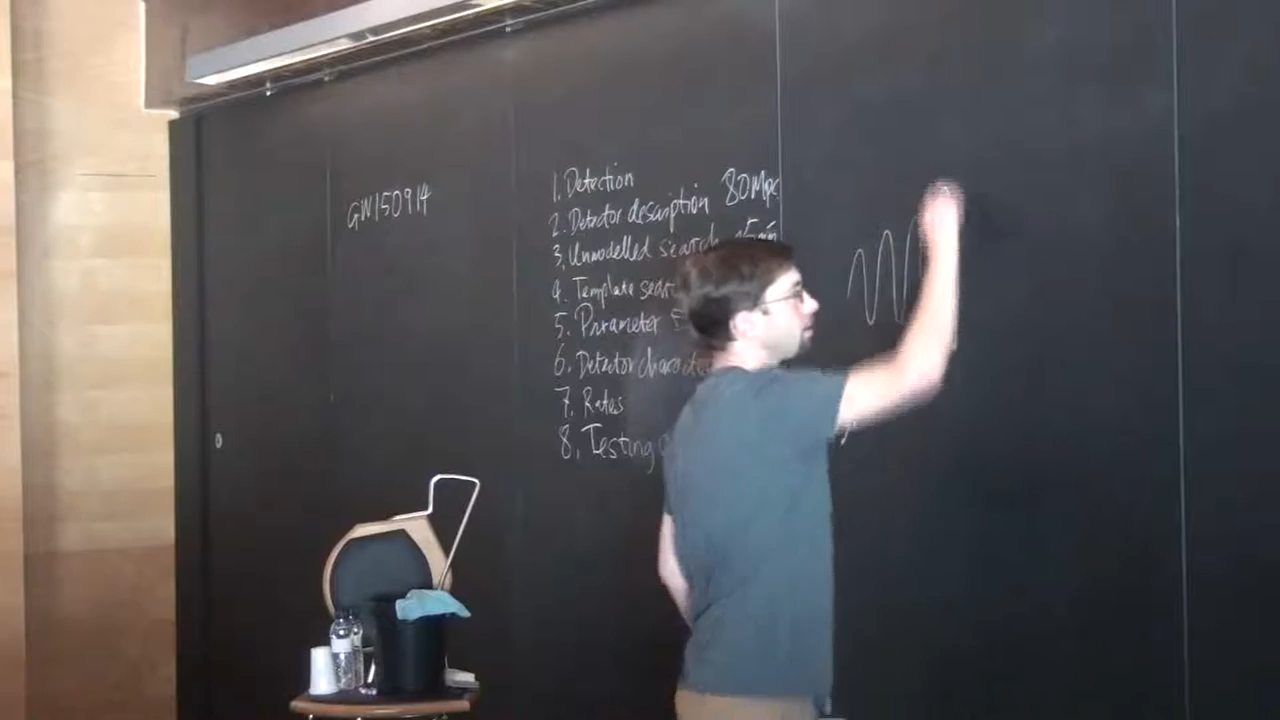 GW150914
1. Detection
2. Detector description 80Mpc
3. Unmodelled search
4. Template
5. Parameter
6. Detector
7. Rates
8. Testing